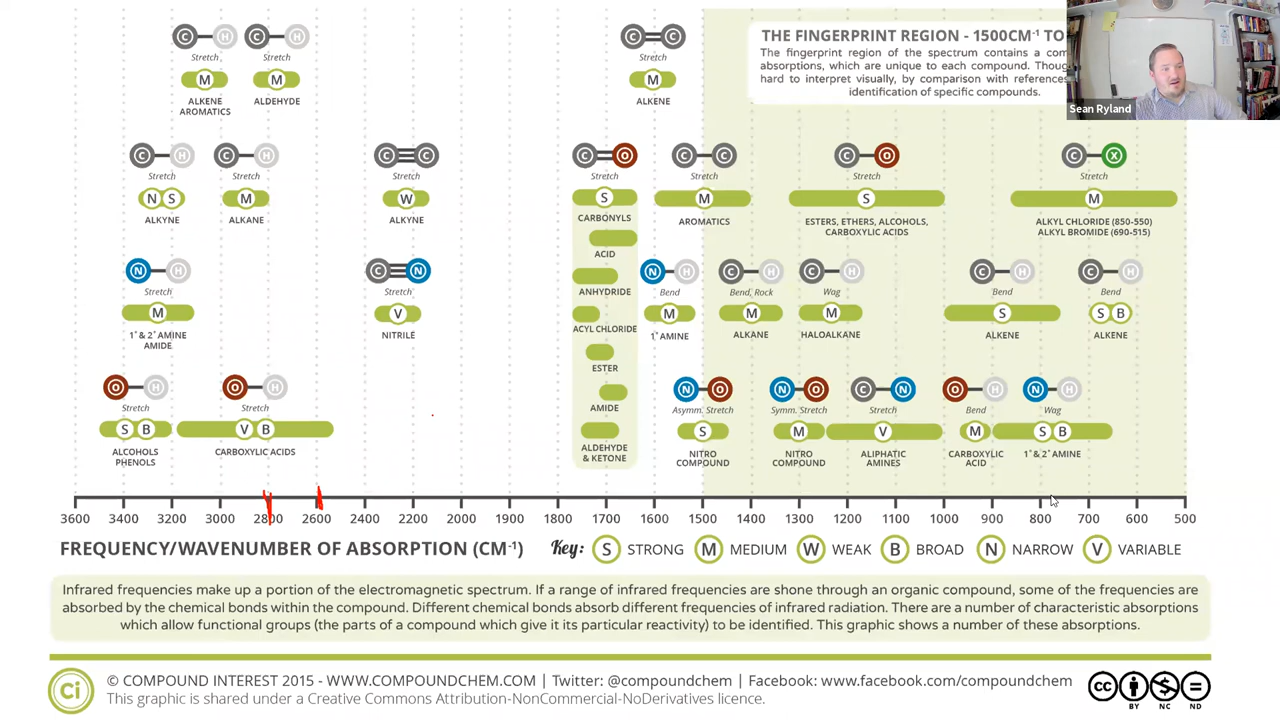 C H C H C C
Stretch Stretch Stretch
M M M
ALKENE
AROMATICS
ALDEHYDE
ALKENE
THE FINGERPRINT REGION - 1500CM-1 TO
The fingerprint region of the spectrum contains a com
absorptions, which are unique to each compound. Thoug
hard to interpret visually, by comparison with references
identification of specific compounds.
Sean Ryland
C H C H C C C O C C C O C X
Stretch Stretch Stretch Stretch Stretch Stretch Stretch
N S M W S M S M
ALKYNE ALKANE ALKYNE CARBONYLS AROMATICS
ESTERS, ETHERS, ALCOHOLS,
CARBOXYLIC ACIDS
ALKYL CHLORIDE (850-550)
ALKYL BROMIDE (690-515)
ACID
ANHYDRIDE
ACYL CHLORIDE
ESTER
AMIDE
ALDEHYDE
& KETONE
N H C N N H C H C H C H C H
Stretch Stretch Bend Bend, Rock Wag Bend Bend
M V M M M S S B
1° & 2° AMINE
AMIDE
NITRILE
1° AMINE
ALKANE
HALOALKANE
ALKENE
ALKENE
O H O H N O N O C N O H N H
Stretch Stretch Asymm. Stretch Symm. Stretch Stretch Bend Wag
S B V B S M V M S B
ALCOHOLS
PHENOLS
CARBOXYLIC ACIDS
NITRO
COMPOUND
NITRO
COMPOUND
ALIPHATIC
AMINES
CARBOXYLIC
ACID
1° & 2° AMINE
3600 3400 3200 3000 2800 2600 2400 2200 2000 1900 1800 1700 1600 1500 1400 1300 1200 1100 1000 900 800 700 600 500
FREQUENCY/WAVENUMBER OF ABSORPTION (CM-1) Key: S STRONG M MEDIUM W WEAK B BROAD N NARROW V VARIABLE
Infrared frequencies make up a portion of the electromagnetic spectrum. If a range of infrared frequencies are shone through an organic compound, some of the frequencies are
absorbed by the chemical bonds within the compound. Different chemical bonds absorb different frequencies of infrared radiation. There are a number of characteristic absorptions
which allow functional groups (the parts of a compound which give it its particular reactivity) to be identified. This graphic shows a number of these absorptions.
Ci © COMPOUND INTEREST 2015 - WWW.COMPOUNDCHEM.COM | Twitter: @compoundchem | Facebook: www.facebook.com/compoundchem
This graphic is shared under a Creative Commons Attribution-NonCommercial-NoDerivatives licence.
CC BY NC ND